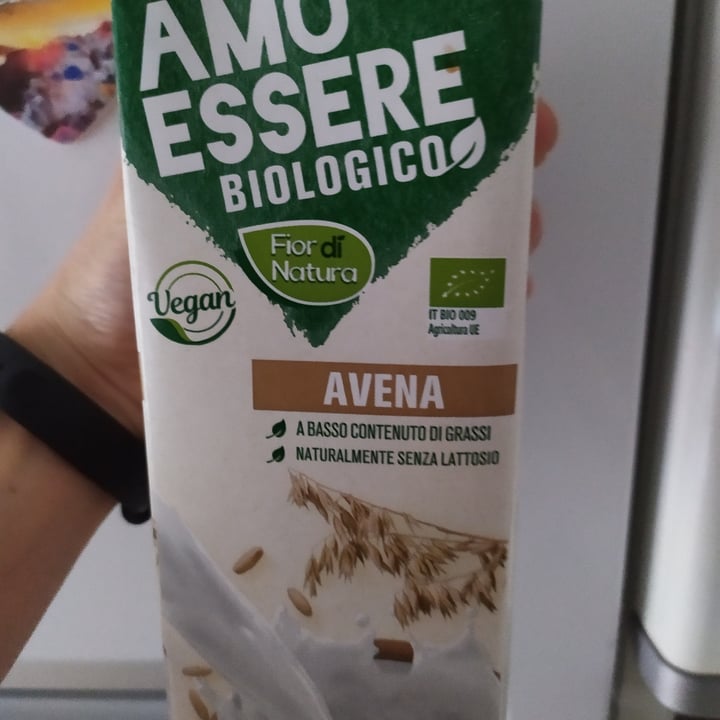 AMO
ESSERE
BIOLOGICO
Fior di
Natura
Vegan
IT BIO 009
Agricoltura UE
AVENA
A BASSO CONTENUTO DI GRASSI
NATURALMENTE SENZA LATTOSIO